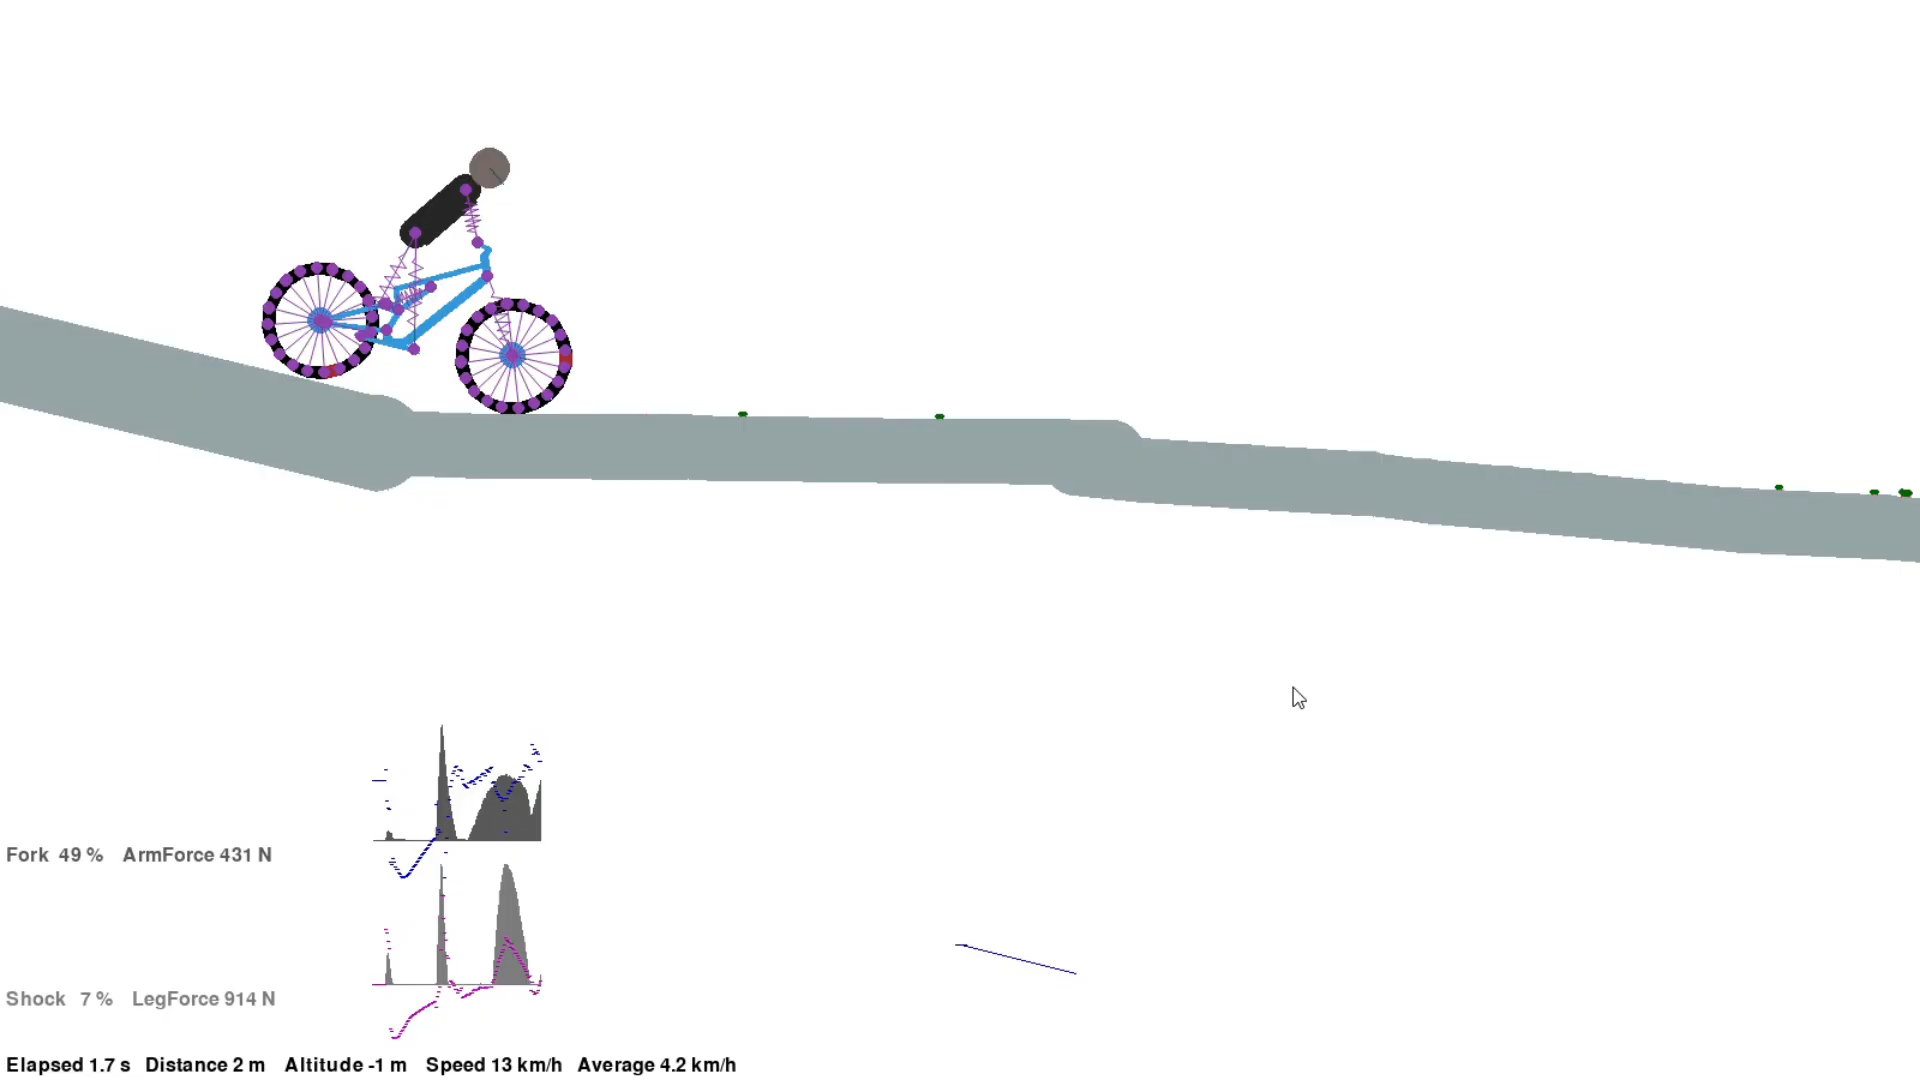 Fork 49 % ArmForce 431 N
Shock 7 % LegForce 914 N
Elapsed 1.7 s Distance 2 m Altitude -1 m Speed 13 km/h Average 4.2 km/h